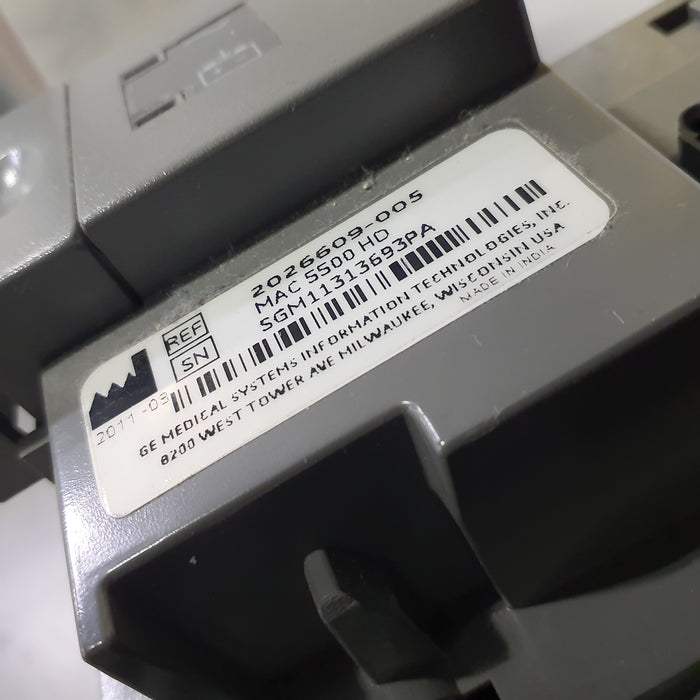 2026609-005
REF MAC 5500 HD
SN SGM11313693PA
2011-03
GE MEDICAL SYSTEMS INFORMATION TECHNOLOGIES, INC.
8200 WEST TOWER AVE MILWAUKEE, WISCONSIN USA
MADE IN INDIA